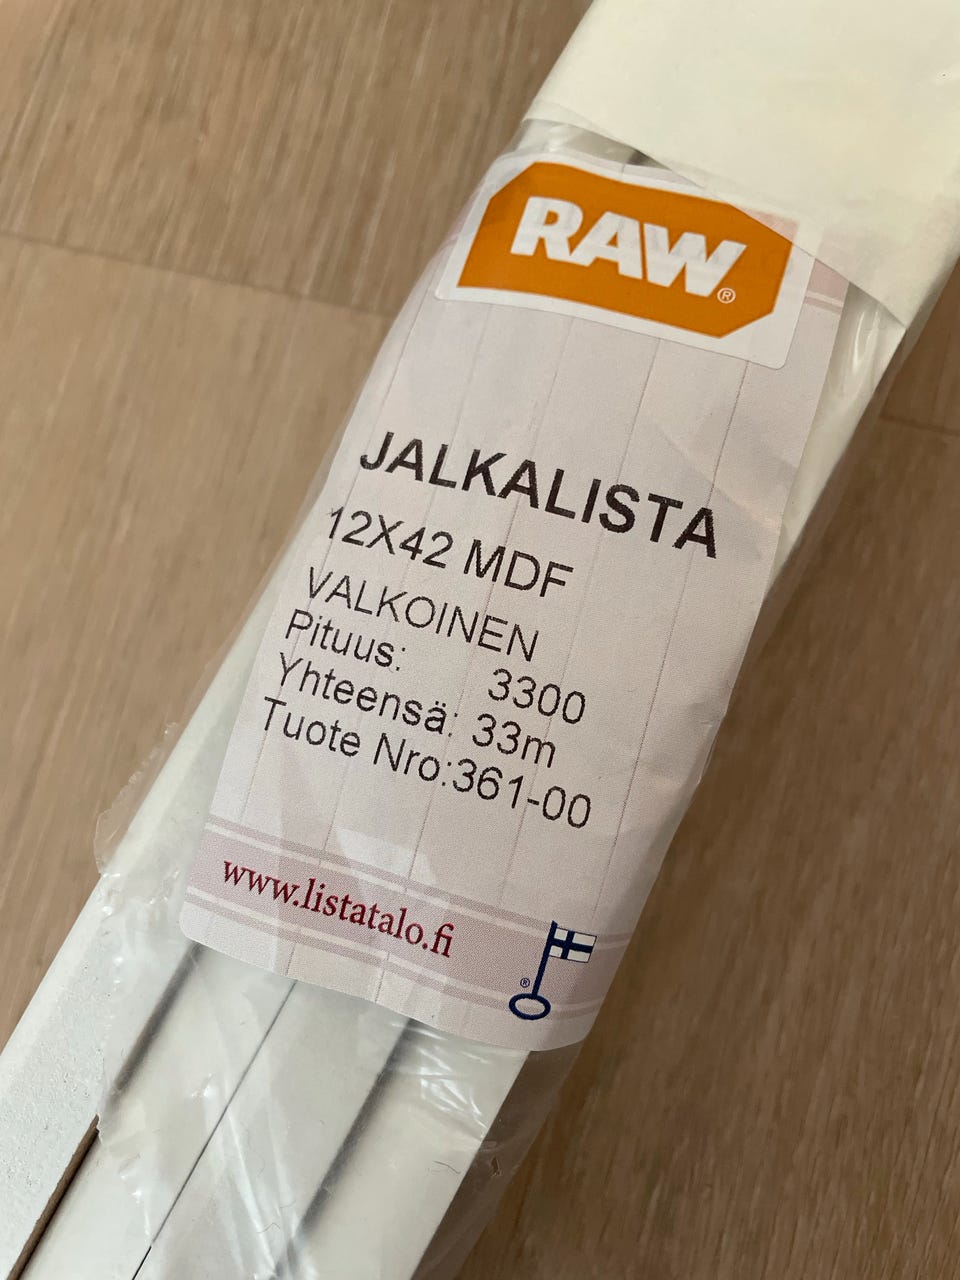 RAW®
JALKALISTA
12X42 MDF
VALKOINEN
Pituus: 3300
Yhteensä: 33m
Tuote Nro:361-00
www.listatalo.fi
®